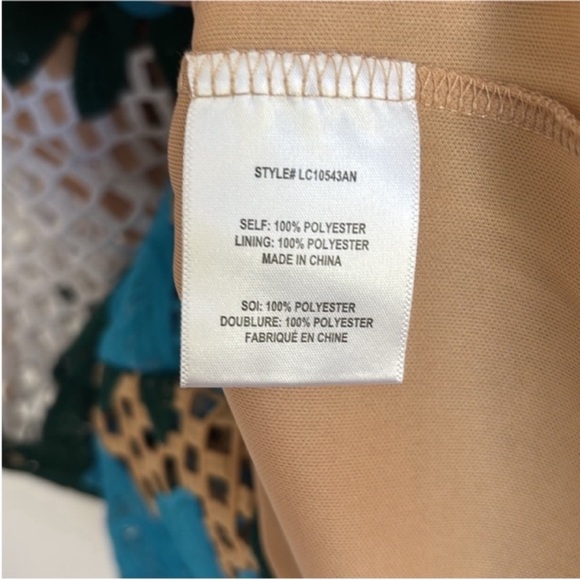 STYLE# LC10543AN
SELF: 100% POLYESTER
LINING: 100% POLYESTER
MADE IN CHINA
SOI: 100% POLYESTER
DOUBLURE: 100% POLYESTER
FABRIQUÉ EN CHINE